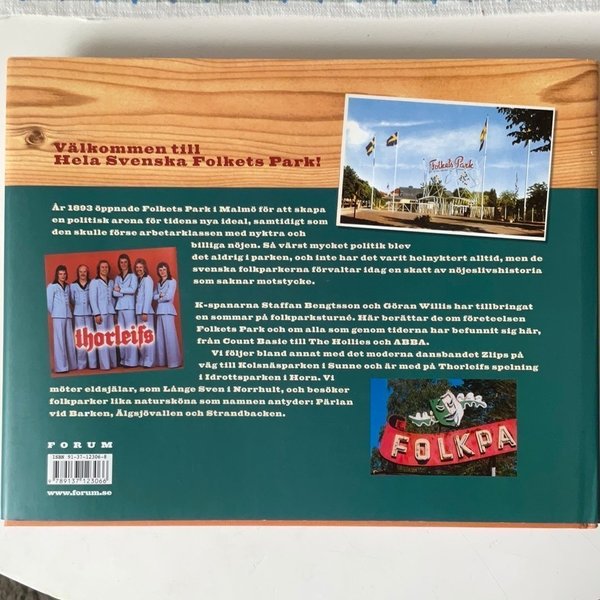 Välkommen till
Hela Svenska Folkets Park!
Folkets Park
År 1893 öppnade Folkets Park i Malmö för att skapa
en politisk arena för tidens nya ideal, samtidigt som
den skulle förse arbetarklassen med nyktra och
billiga nöjen. Så värst mycket politik blev
det aldrig i parken, och inte har det varit helnyktert alltid, men de
svenska folkparkerna förvaltar idag en skatt av nöjeslivshistoria
som saknar motstycke.
thorleifs
K-spanarna Staffan Bengtsson och Göran Willis har tillbringat
en sommar på folkparksturné. Här berättar de om företeelsen
Folkets Park och om alla som genom tiderna har befunnit sig här,
från Count Basie till The Hollies och ABBA.
Vi följer bland annat med det moderna dansbandet Zlips på
väg till Kolsnäsparken i Sunne och är med på Thorleifs spelning
i Idrottsparken i Horn. Vi
möter eldsjälar, som Långe Sven i Norrhult, och besöker
folkparker lika natursköna som namnen antyder: Pärlan
vid Barken, Älgsjövallen och Strandbacken.
FOLKPA
FORUM
ISBN 91-37-12306-8
9 789137 123066
www.forum.se